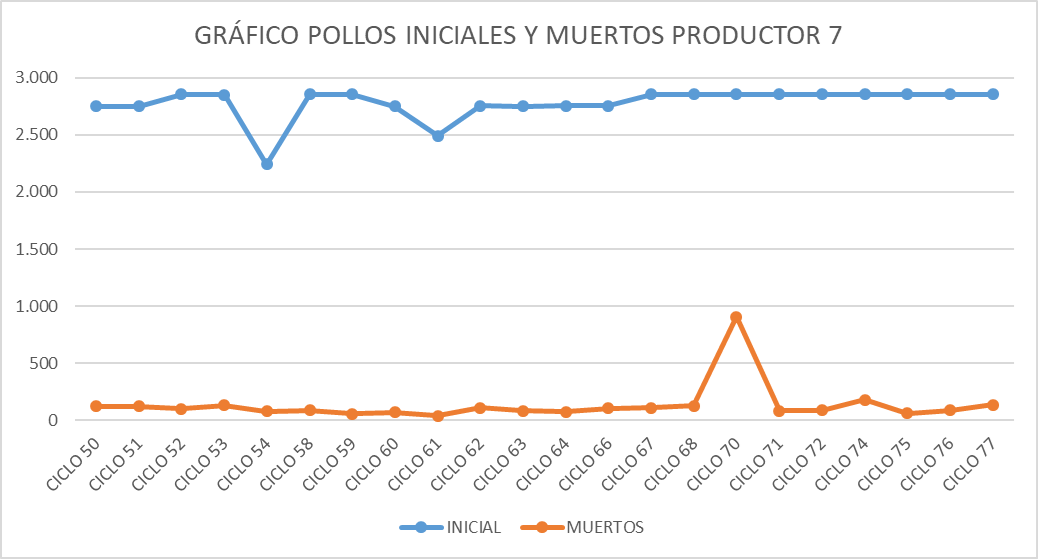 GRÁFICO POLLOS INICIALES Y MUERTOS PRODUCTOR 7
3.000
2.500
2.000
1.500
1.000
500
0
CICLO 50
CICLO 51
CICLO 52
CICLO 53
CICLO 54
CICLO 58
CICLO 59
CICLO 60
CICLO 61
CICLO 62
CICLO 63
CICLO 64
CICLO 66
CICLO 67
CICLO 68
CICLO 70
CICLO 71
CICLO 72
CICLO 74
CICLO 75
CICLO 76
CICLO 77
INICIAL
MUERTOS